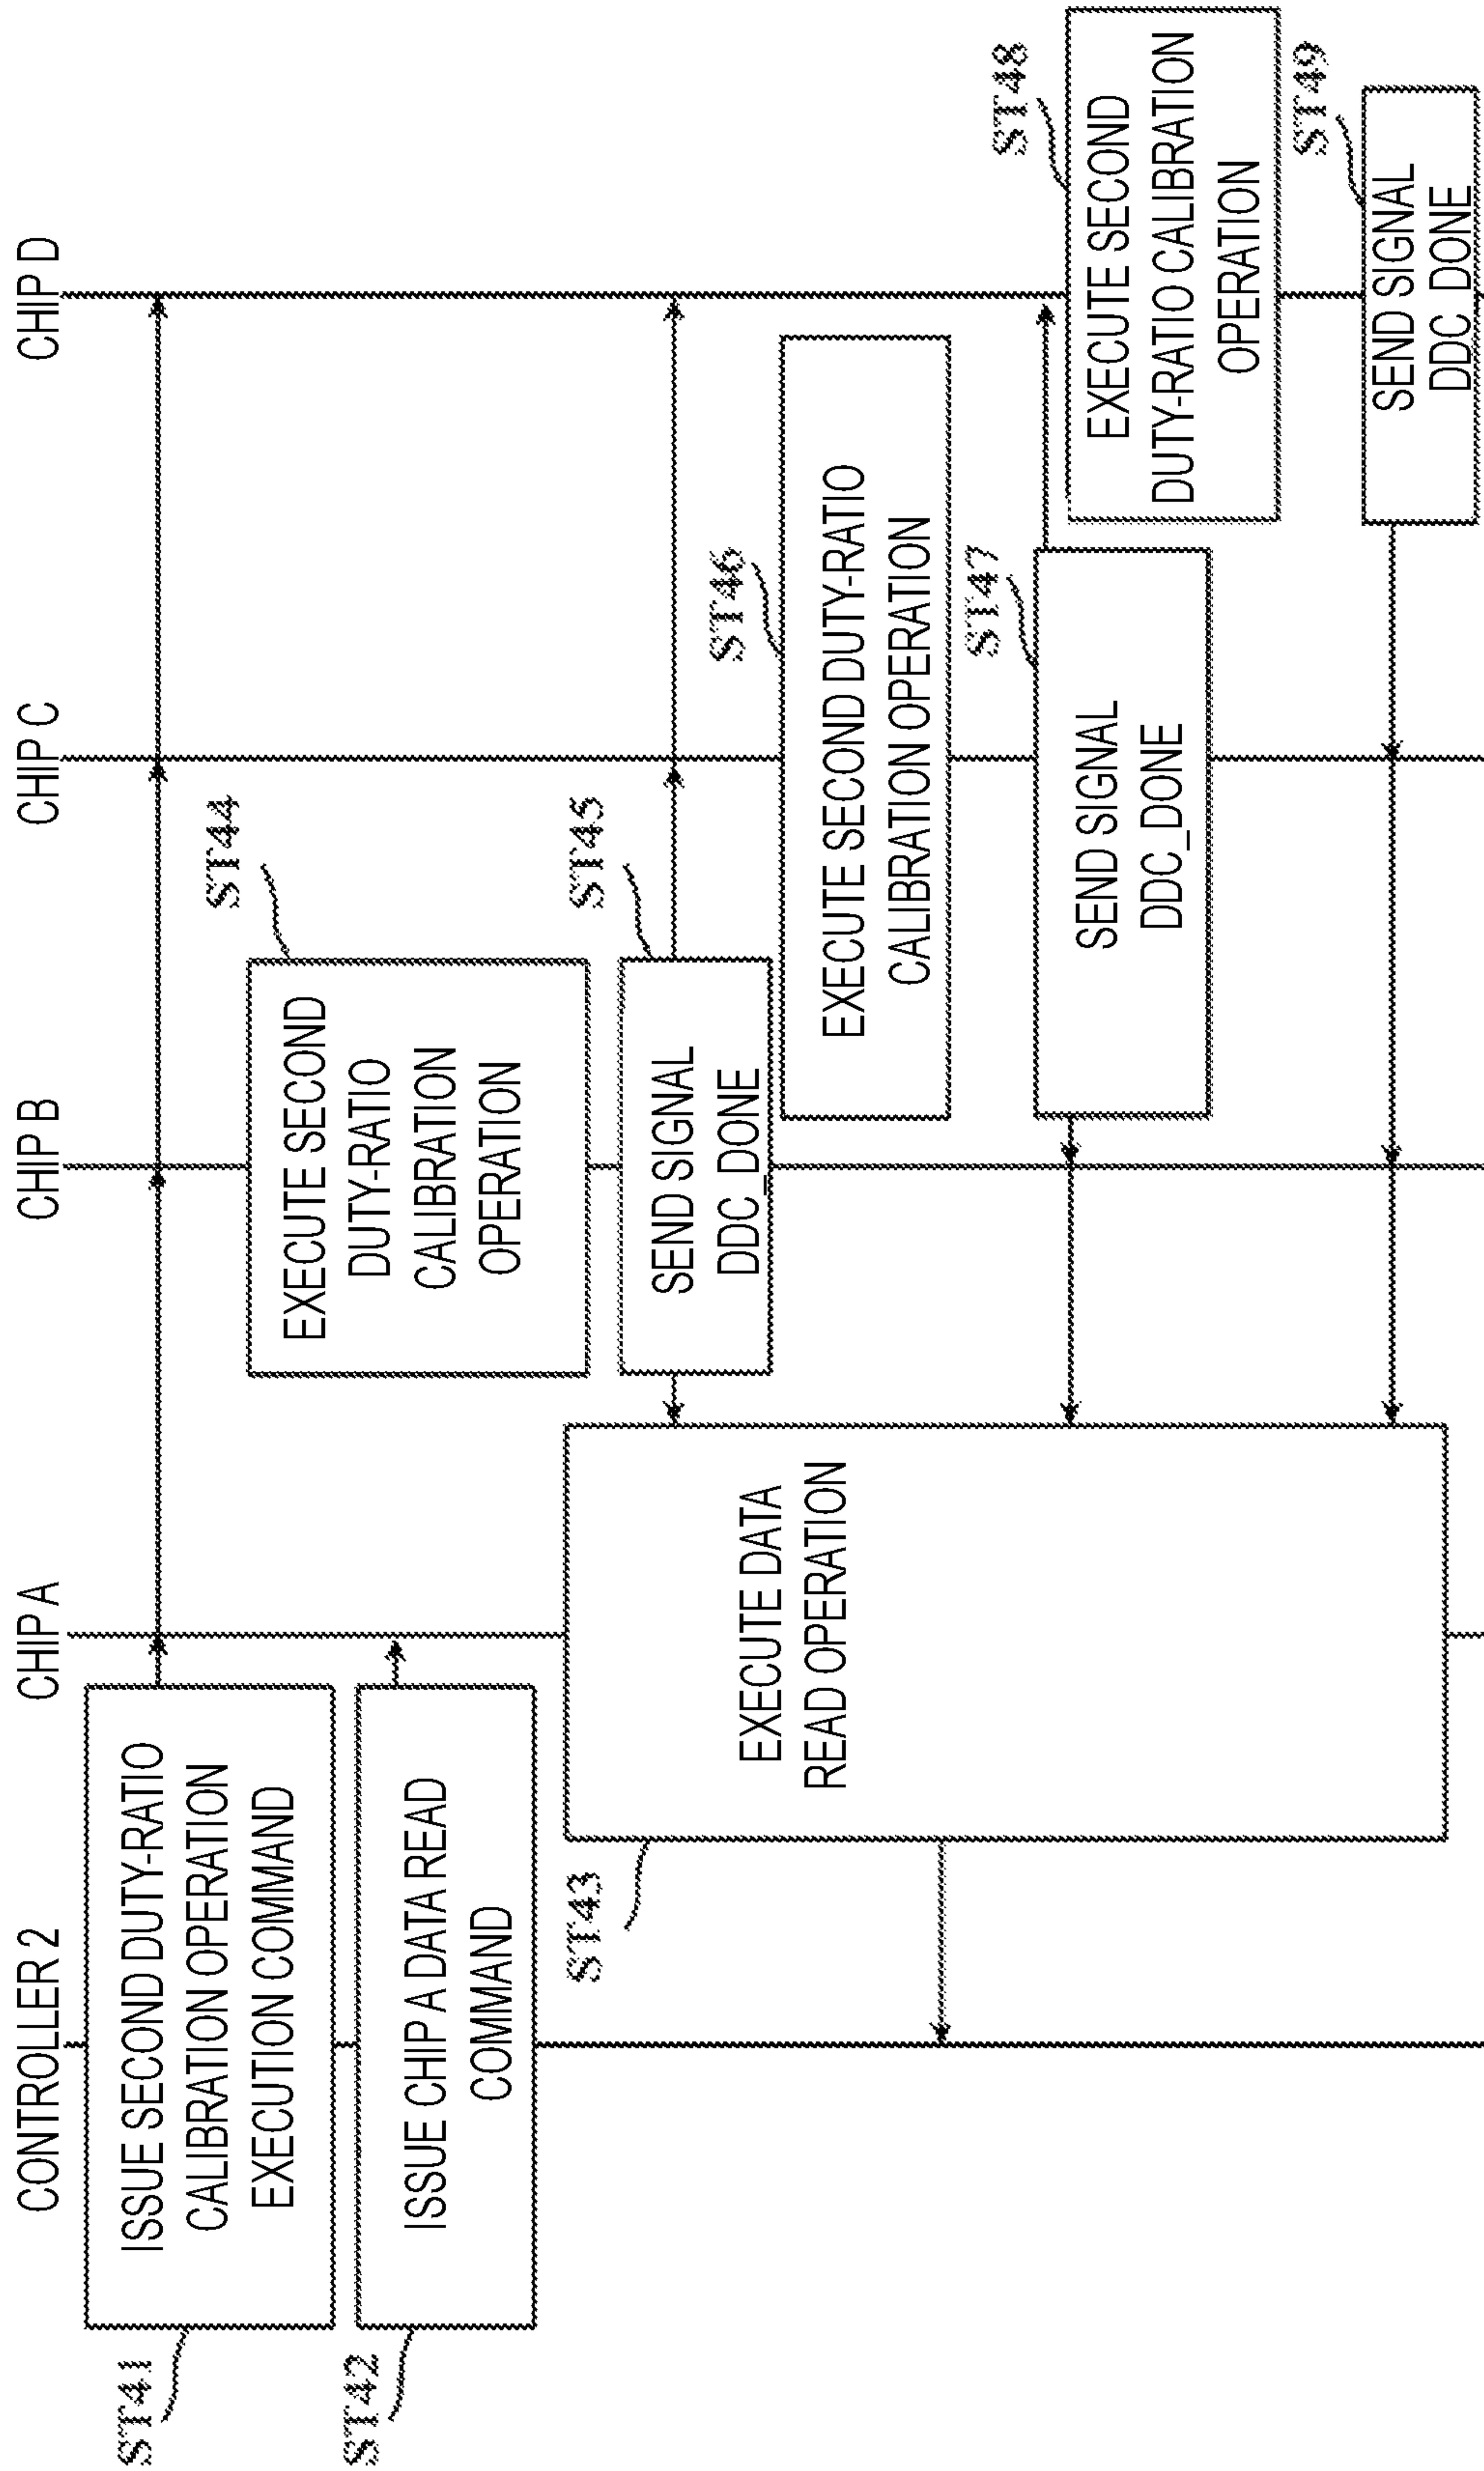 CONTROLLER 2
CHIP A
CHIP B
CHIP C
CHIP D
ST41
ISSUE SECOND DUTY-RATIO
CALIBRATION OPERATION
EXECUTION COMMAND
ST42
ISSUE CHIP A DATA READ
COMMAND
ST43
EXECUTE DATA
READ OPERATION
ST44
EXECUTE SECOND
DUTY-RATIO
CALIBRATION
OPERATION
ST45
SEND SIGNAL
DDC_DONE
ST46
EXECUTE SECOND DUTY-RATIO
CALIBRATION OPERATION
ST47
SEND SIGNAL
DDC_DONE
ST48
EXECUTE SECOND
DUTY-RATIO CALIBRATION
OPERATION
ST49
SEND SIGNAL
DDC_DONE